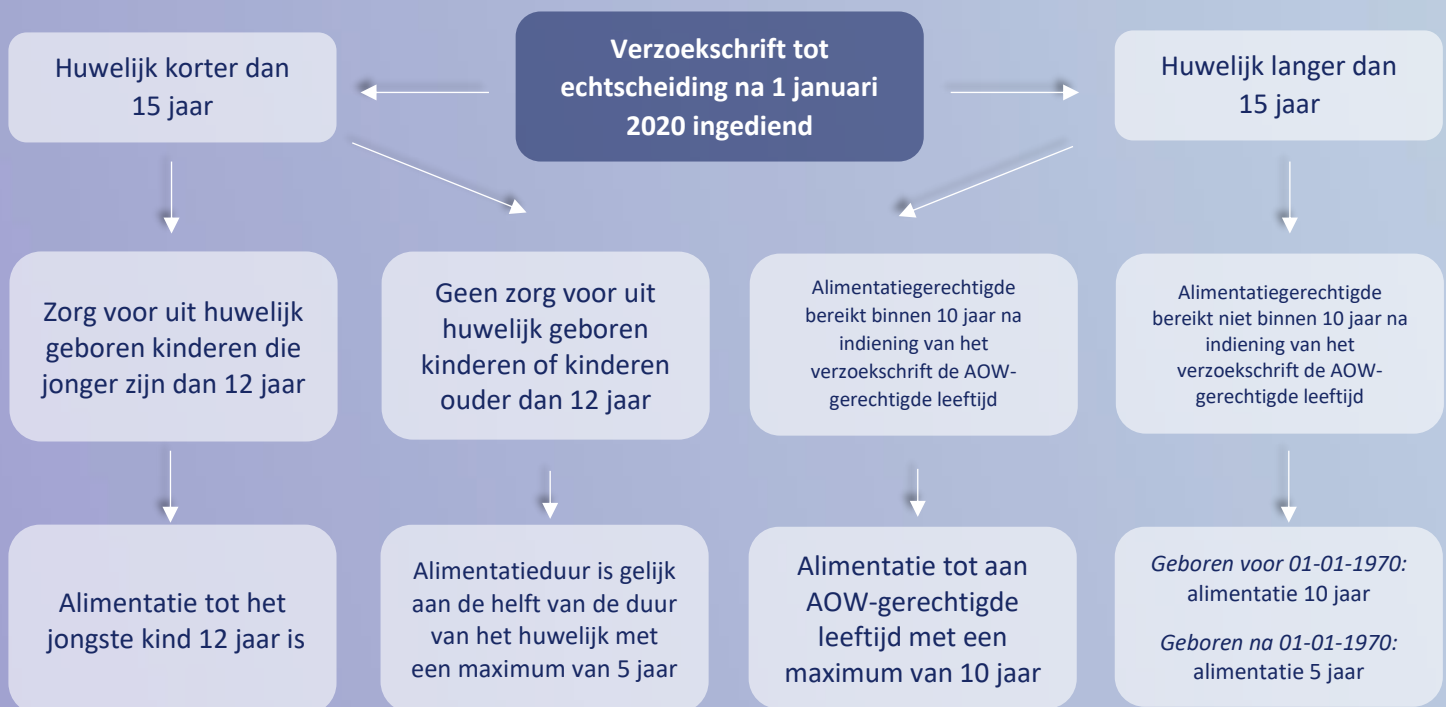 Verzoekschrift tot
echtscheiding na 1 januari
2020 ingediend
Huwelijk korter dan
15 jaar
Huwelijk langer dan
15 jaar
Zorg voor uit huwelijk
geboren kinderen die
jonger zijn dan 12 jaar
Geen zorg voor uit
huwelijk geboren
kinderen of kinderen
ouder dan 12 jaar
Alimentatiegerechtigde
bereikt binnen 10 jaar na
indiening van het
verzoekschrift de AOW-
gerechtigde leeftijd
Alimentatiegerechtigde
bereikt niet binnen 10 jaar na
indiening van het
verzoekschrift de AOW-
gerechtigde leeftijd
Alimentatie tot het
jongste kind 12 jaar is
Alimentatieduur is gelijk
aan de helft van de duur
van het huwelijk met
een maximum van 5 jaar
Alimentatie tot aan
AOW-gerechtigde
leeftijd met een
maximum van 10 jaar
Geboren voor 01-01-1970:
alimentatie 10 jaar
Geboren na 01-01-1970:
alimentatie 5 jaar